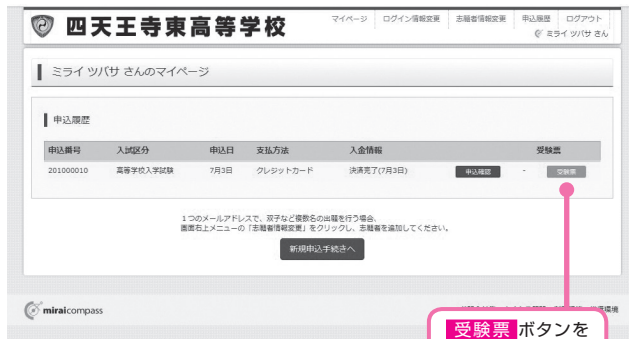 四天王寺東高等学校
マイページ ログイン情報変更 志願者情報変更 申込履歴 ログアウト
ミライ ツバサ さん
ミライ ツバサ さんのマイページ
申込履歴
申込番号 入試区分 申込日 支払方法 入金情報 受験票
201000010 高等学校入学試験 7月3日 クレジットカード 決済完了(7月3日) 申込確認 - 受験票
1つのメールアドレスで、双子など複数名の出願を行う場合、
画面右上メニューの「志願者情報変更」をクリックし、志願者を追加してください。
新規申込手続きへ
miraicompass
受験票 ボタンを